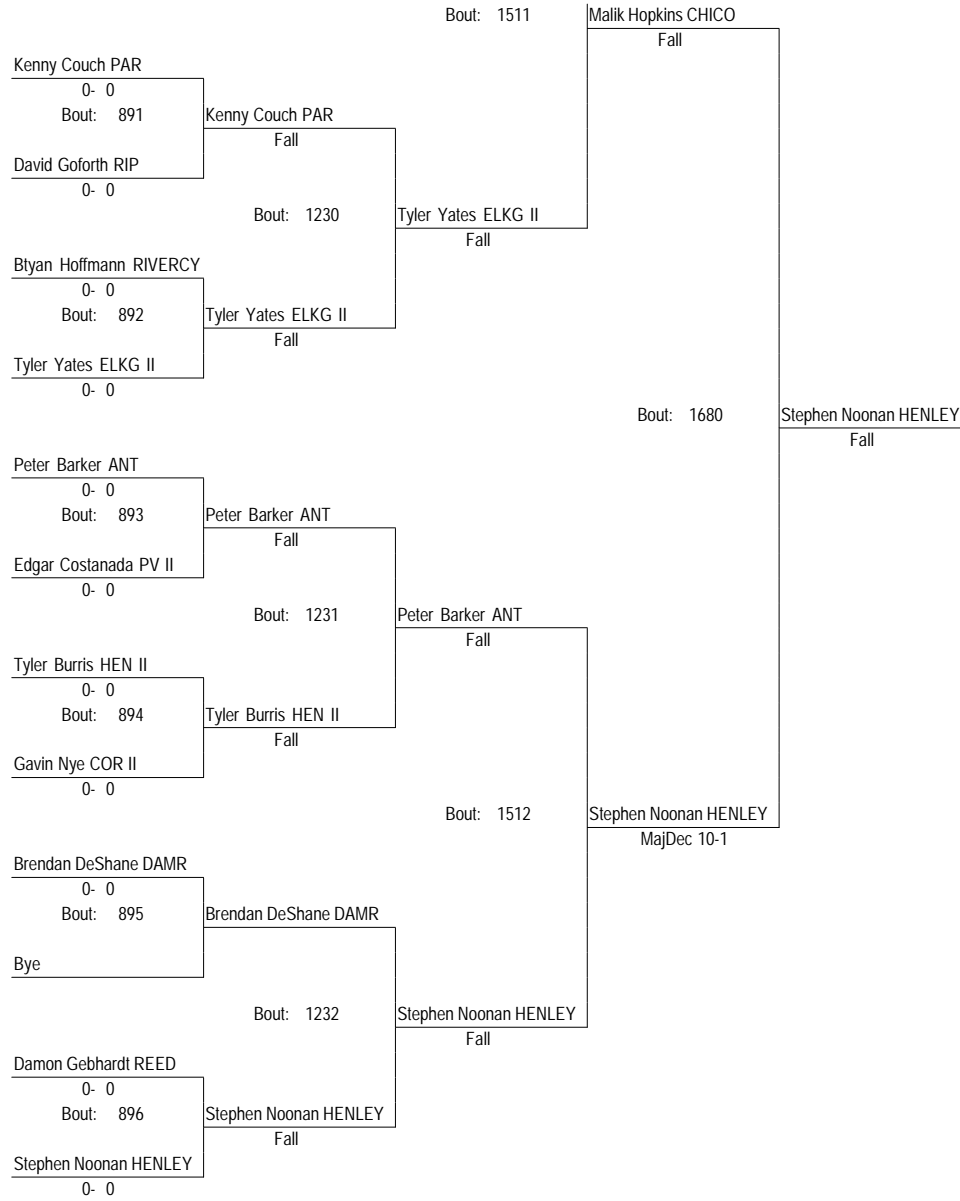 Bout: 1511 Malik Hopkins CHICO
Fall
Kenny Couch PAR
0- 0
Bout: 891 Kenny Couch PAR
Fall
David Goforth RIP
0- 0
Bout: 1230 Tyler Yates ELKG II
Fall
Btyan Hoffmann RIVERCY
0- 0
Bout: 892 Tyler Yates ELKG II
Fall
Tyler Yates ELKG II
0- 0
Bout: 1680 Stephen Noonan HENLEY
Fall
Peter Barker ANT
0- 0
Bout: 893 Peter Barker ANT
Fall
Edgar Costanada PV II
0- 0
Bout: 1231 Peter Barker ANT
Fall
Tyler Burris HEN II
0- 0
Bout: 894 Tyler Burris HEN II
Fall
Gavin Nye COR II
0- 0
Bout: 1512 Stephen Noonan HENLEY
MajDec 10-1
Brendan DeShane DAMR
0- 0
Bout: 895 Brendan DeShane DAMR
Bye
Bout: 1232 Stephen Noonan HENLEY
Fall
Damon Gebhardt REED
0- 0
Bout: 896 Stephen Noonan HENLEY
Fall
Stephen Noonan HENLEY
0- 0